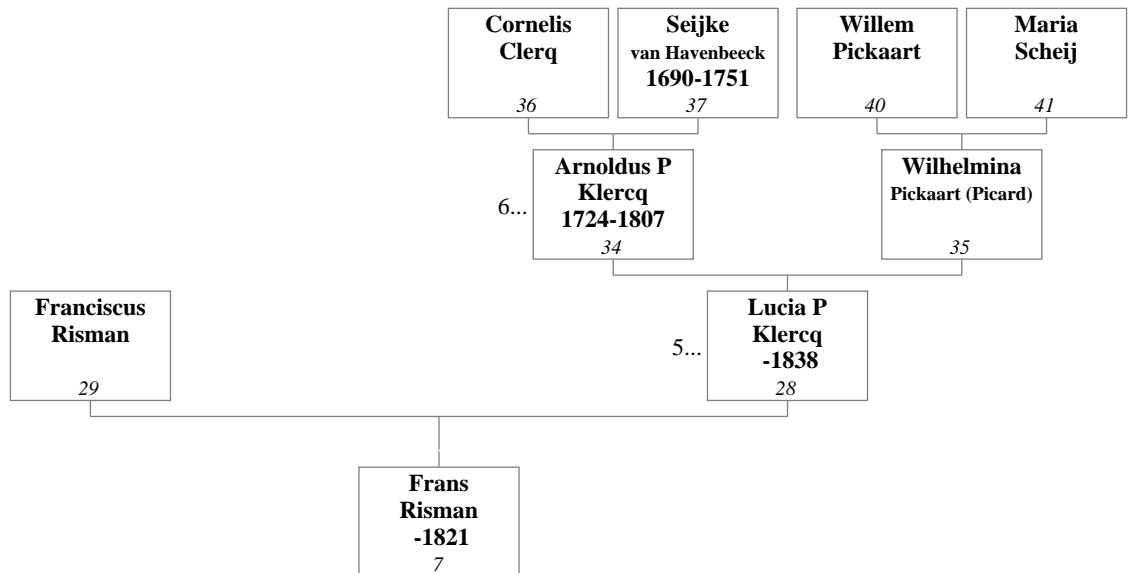 Cornelis
Clerq
36
Seijke
van Havenbeeck
1690-1751
37
Willem
Pickaart
40
Maria
Scheij
41
6...
Arnoldus P
Klercq
1724-1807
34
Wilhelmina
Pickaart (Picard)
35
Franciscus
Risman
29
5...
Lucia P
Klercq
-1838
28
Frans
Risman
-1821
7